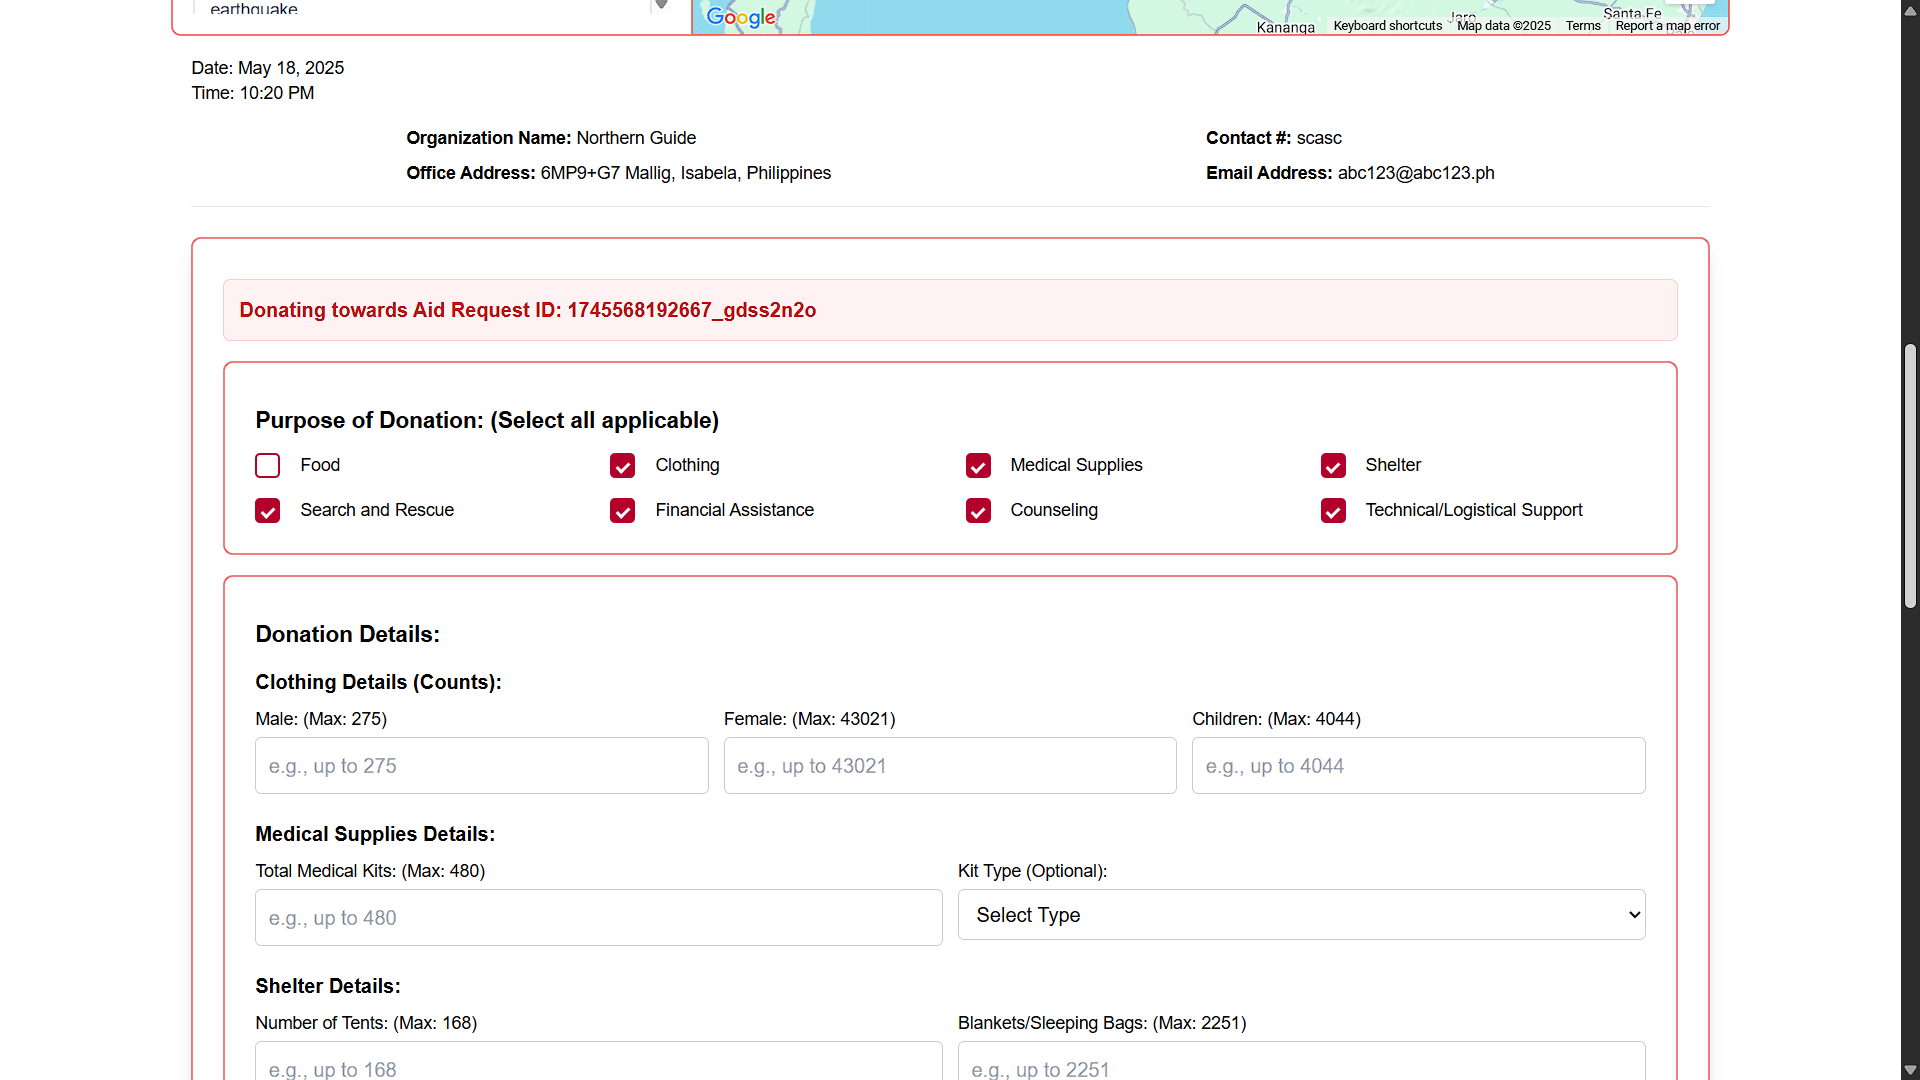 earthquake
Google
Kananga
Jaro
Santa Fe
Keyboard shortcuts
Map data ©2025
Terms
Report a map error
Date: May 18, 2025
Time: 10:20 PM
Organization Name: Northern Guide
Contact #: scasc
Office Address: 6MP9+G7 Mallig, Isabela, Philippines
Email Address: abc123@abc123.ph
Donating towards Aid Request ID: 1745568192667_gdss2n2o
Purpose of Donation: (Select all applicable)
Food
Clothing
Medical Supplies
Shelter
Search and Rescue
Financial Assistance
Counseling
Technical/Logistical Support
Donation Details:
Clothing Details (Counts):
Male: (Max: 275)
Female: (Max: 43021)
Children: (Max: 4044)
e.g., up to 275
e.g., up to 43021
e.g., up to 4044
Medical Supplies Details:
Total Medical Kits: (Max: 480)
Kit Type (Optional):
e.g., up to 480
Select Type
Shelter Details:
Number of Tents: (Max: 168)
Blankets/Sleeping Bags: (Max: 2251)
e.g., up to 168
e.g., up to 2251